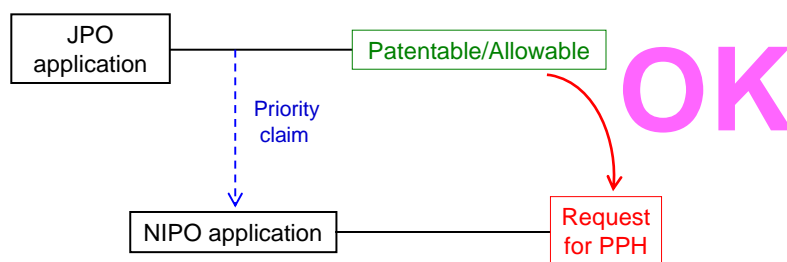 JPO
application
Patentable/Allowable
OK
Priority
claim
NIPO application
Request
for PPH